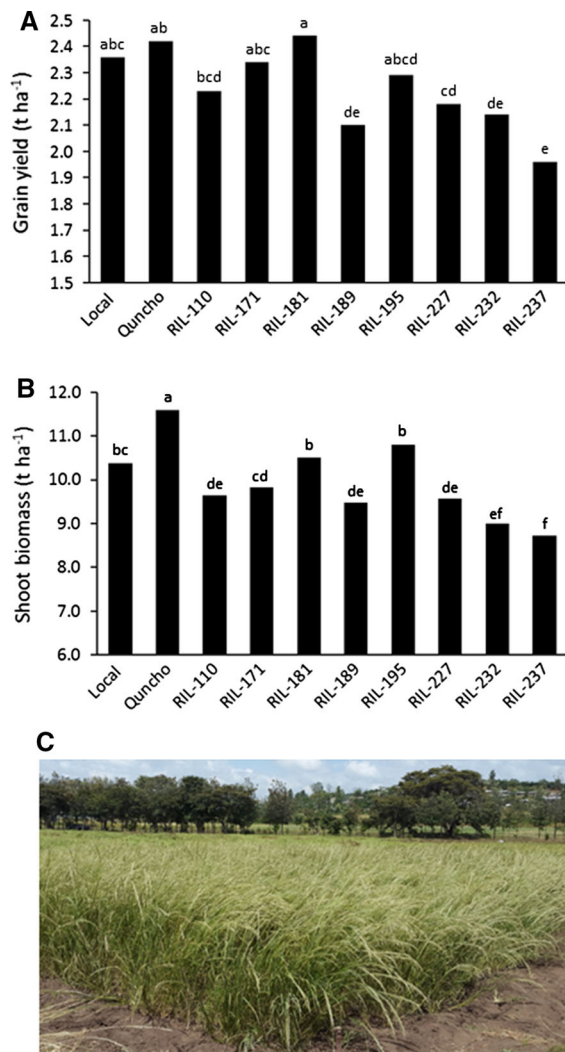 A
Grain yield (t ha⁻¹)
2.5
2.4
2.3
2.2
2.1
2.0
1.9
1.8
1.7
1.6
1.5
abc
ab
bcd
abc
a
de
abcd
cd
de
e
Local
Quncho
RIL-110
RIL-171
RIL-181
RIL-189
RIL-195
RIL-227
RIL-232
RIL-237
B
Shoot biomass (t ha⁻¹)
12.0
11.0
10.0
9.0
8.0
7.0
6.0
bc
a
de
cd
b
de
b
de
ef
f
Local
Quncho
RIL-110
RIL-171
RIL-181
RIL-189
RIL-195
RIL-227
RIL-232
RIL-237
C